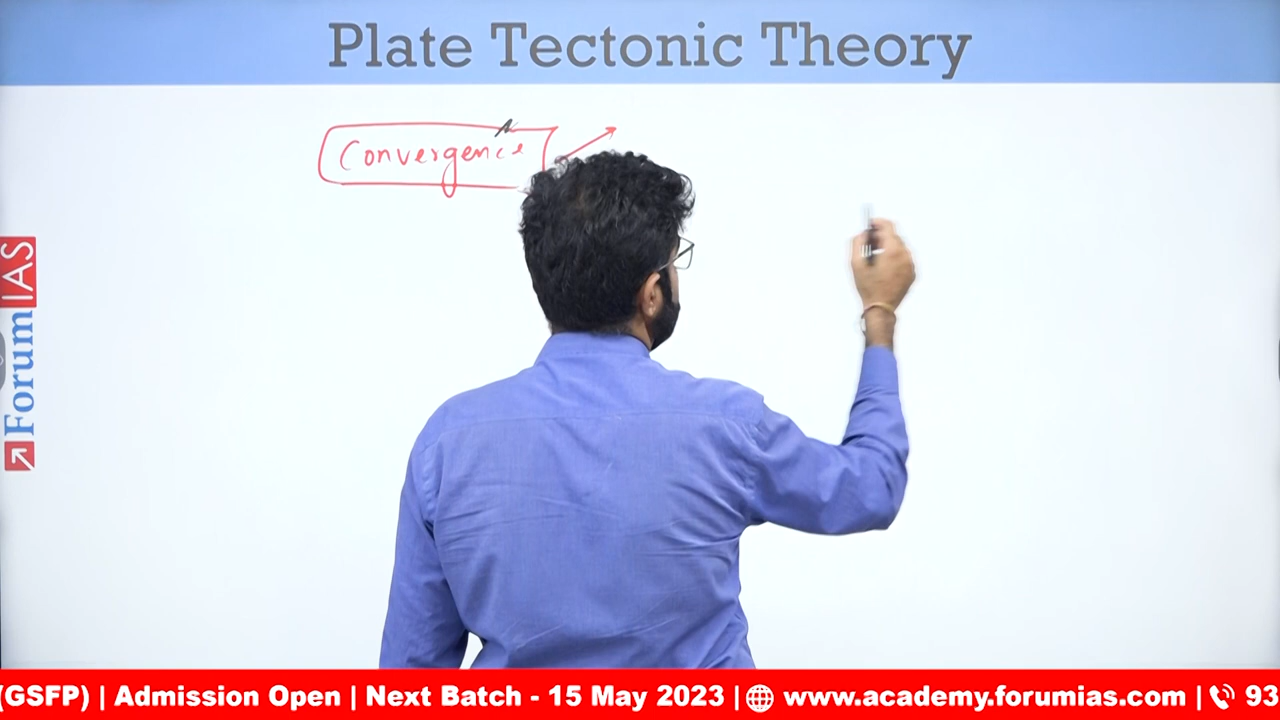 Plate Tectonic Theory
Convergence
ForumIAS
(GSFP) | Admission Open | Next Batch - 15 May 2023 | www.academy.forumias.com | 93